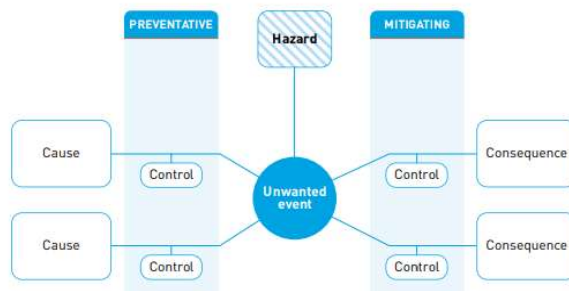 PREVENTATIVE
Hazard
MITIGATING
Cause
Control
Unwanted
event
Control
Consequence
Cause
Control
Control
Consequence